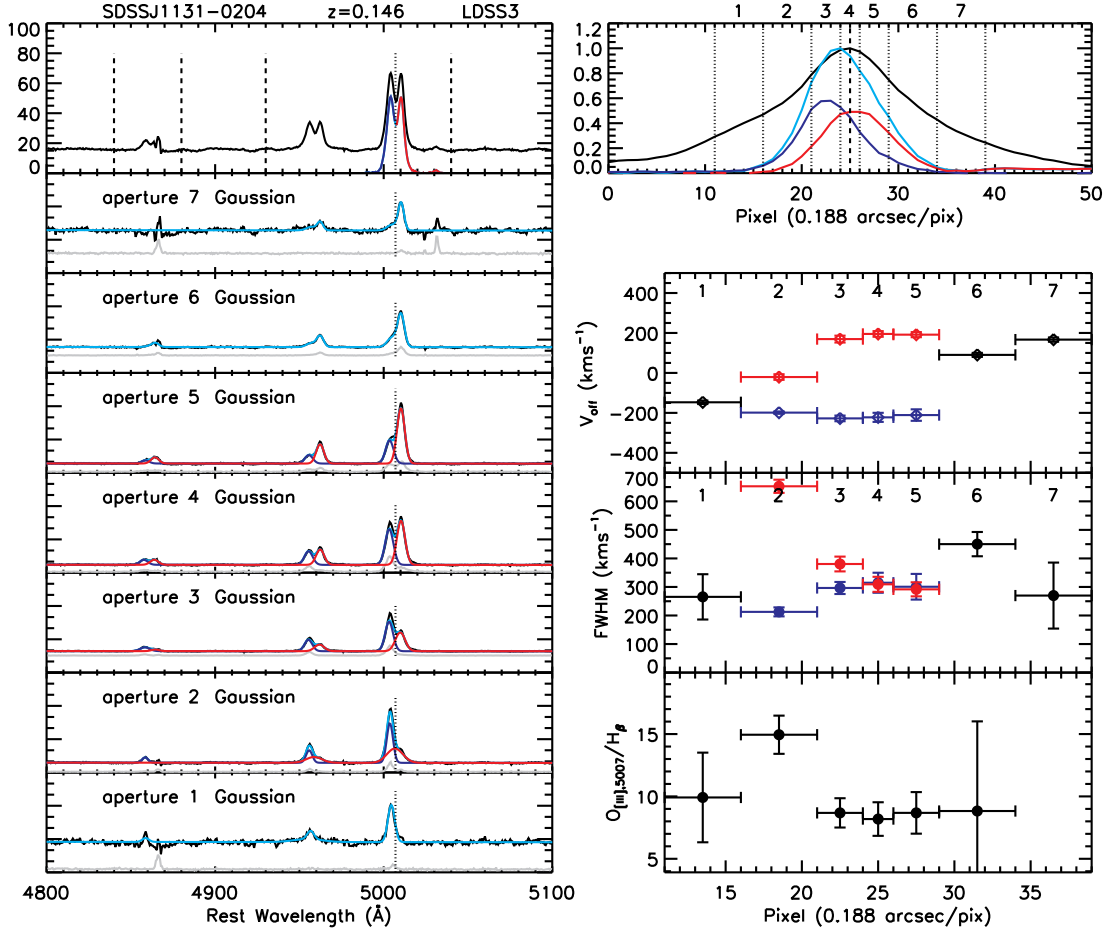 SDSSJ1131-0204 z=0.146 LDSS3
100
80
60
40
20
0
aperture 7 Gaussian
aperture 6 Gaussian
aperture 5 Gaussian
aperture 4 Gaussian
aperture 3 Gaussian
aperture 2 Gaussian
aperture 1 Gaussian
4800 4900 5000 5100
Rest Wavelength (Å)
1 2 3 4 5 6 7
1.2
1.0
0.8
0.6
0.4
0.2
0.0
0 10 20 30 40 50
Pixel (0.188 arcsec/pix)
1 2 3 4 5 6 7
400
200
0
-200
-400
V_off (kms⁻¹)
1 2 3 4 5 6 7
700
600
500
400
300
200
100
0
FWHM (kms⁻¹)
15
10
5
O_[III],5007/H_β
15 20 25 30 35
Pixel (0.188 arcsec/pix)